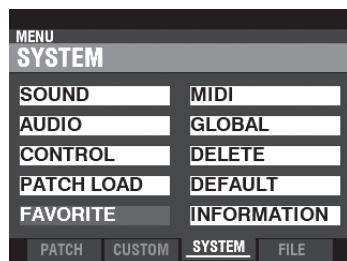 MENU
SYSTEM
SOUND MIDI
AUDIO GLOBAL
CONTROL DELETE
PATCH LOAD DEFAULT
FAVORITE INFORMATION
PATCH CUSTOM SYSTEM FILE